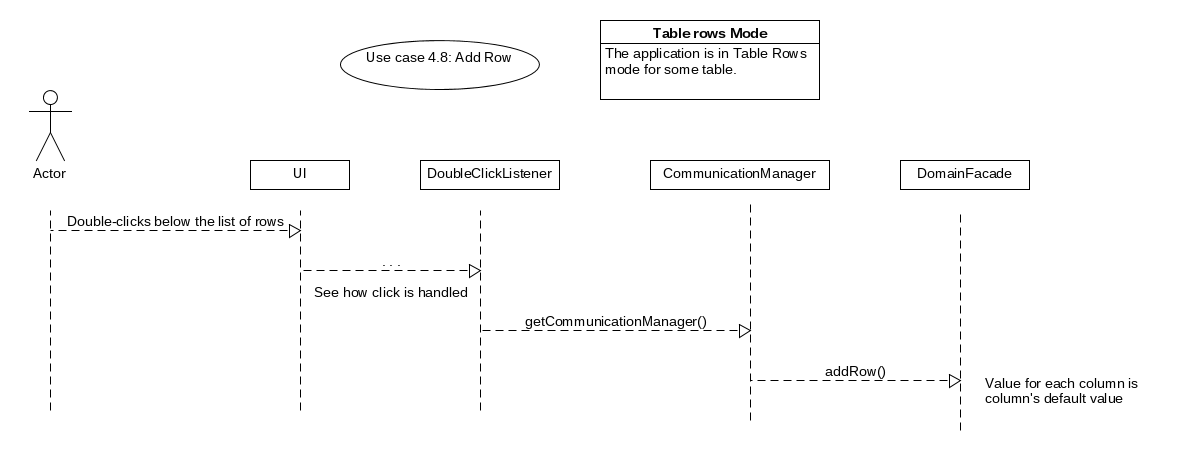 Table rows Mode
Use case 4.8: Add Row
The application is in Table Rows
mode for some table.
Actor
UI
DoubleClickListener
CommunicationManager
DomainFacade
Double-clicks below the list of rows
. . .
See how click is handled
getCommunicationManager()
addRow()
Value for each column is
column's default value